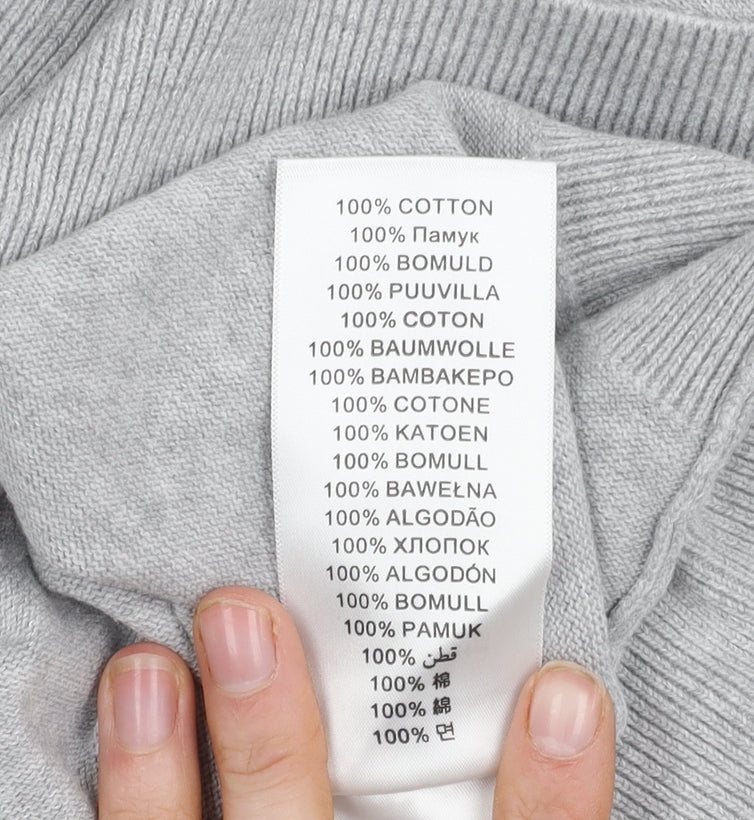 100% COTTON
100% Памук
100% BOMULD
100% PUUVILLA
100% COTON
100% BAUMWOLLE
100% BAMBAKEPO
100% COTONE
100% KATOEN
100% BOMULL
100% BAWEŁNA
100% ALGODÃO
100% ХЛОПОК
100% ALGODÓN
100% BOMULL
100% PAMUK
100% قطن
100% 棉
100% 綿
100% 면